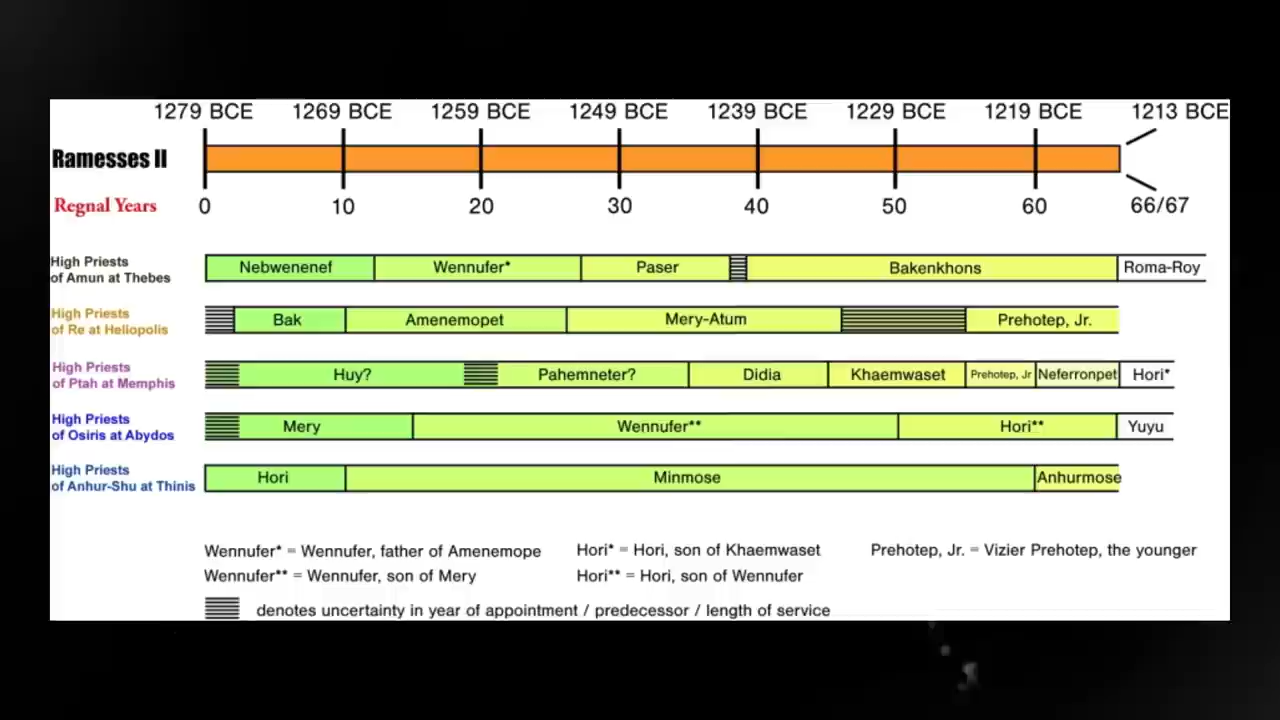 1279 BCE 1269 BCE 1259 BCE 1249 BCE 1239 BCE 1229 BCE 1219 BCE 1213 BCE
Ramesses II
Regnal Years 0 10 20 30 40 50 60 66/67
High Priests
of Amun at Thebes
Nebwenenef Wennufer* Paser Bakenkhons Roma-Roy
High Priests
of Re at Heliopolis
Bak Amenemopet Mery-Atum Prehotep, Jr.
High Priests
of Ptah at Memphis
Huy? Pahemneter? Didia Khaemwaset Prehotep, Jr Neferronpet Hori*
High Priests
of Osiris at Abydos
Mery Wennufer** Hori** Yuyu
High Priests
of Anhur-Shu at Thinis
Hori Minmose Anhurmose
Wennufer* = Wennufer, father of Amenemope Hori* = Hori, son of Khaemwaset Prehotep, Jr. = Vizier Prehotep, the younger
Wennufer** = Wennufer, son of Mery Hori** = Hori, son of Wennufer
denotes uncertainty in year of appointment / predecessor / length of service